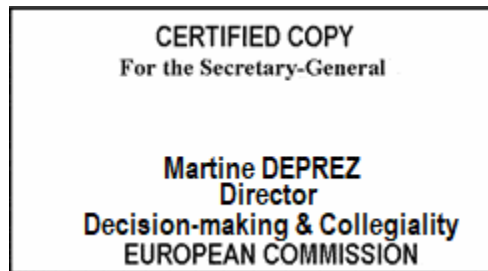 CERTIFIED COPY
For the Secretary-General
Martine DEPREZ
Director
Decision-making & Collegiality
EUROPEAN COMMISSION